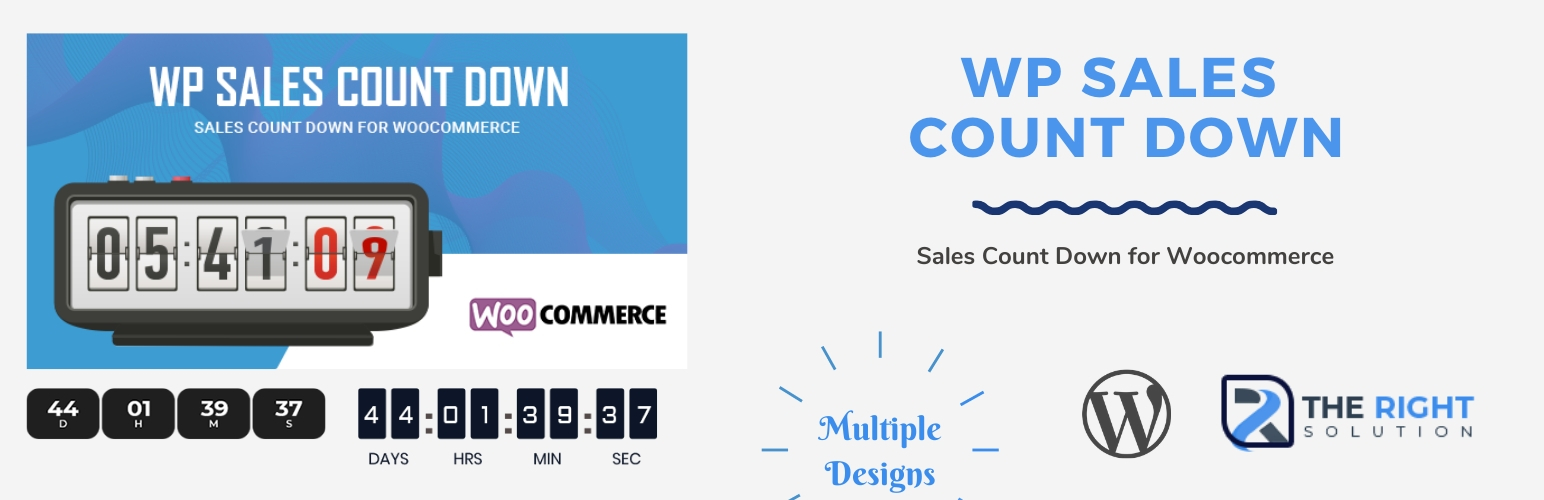 WP SALES COUNT DOWN
SALES COUNT DOWN FOR WOOCOMMERCE
05:41:09
WOO COMMERCE
44 01 39 37
D H M S
44:01:39:37
DAYS HRS MIN SEC
WP SALES
COUNT DOWN
Sales Count Down for Woocommerce
Multiple
Designs
W
THE RIGHT
SOLUTION